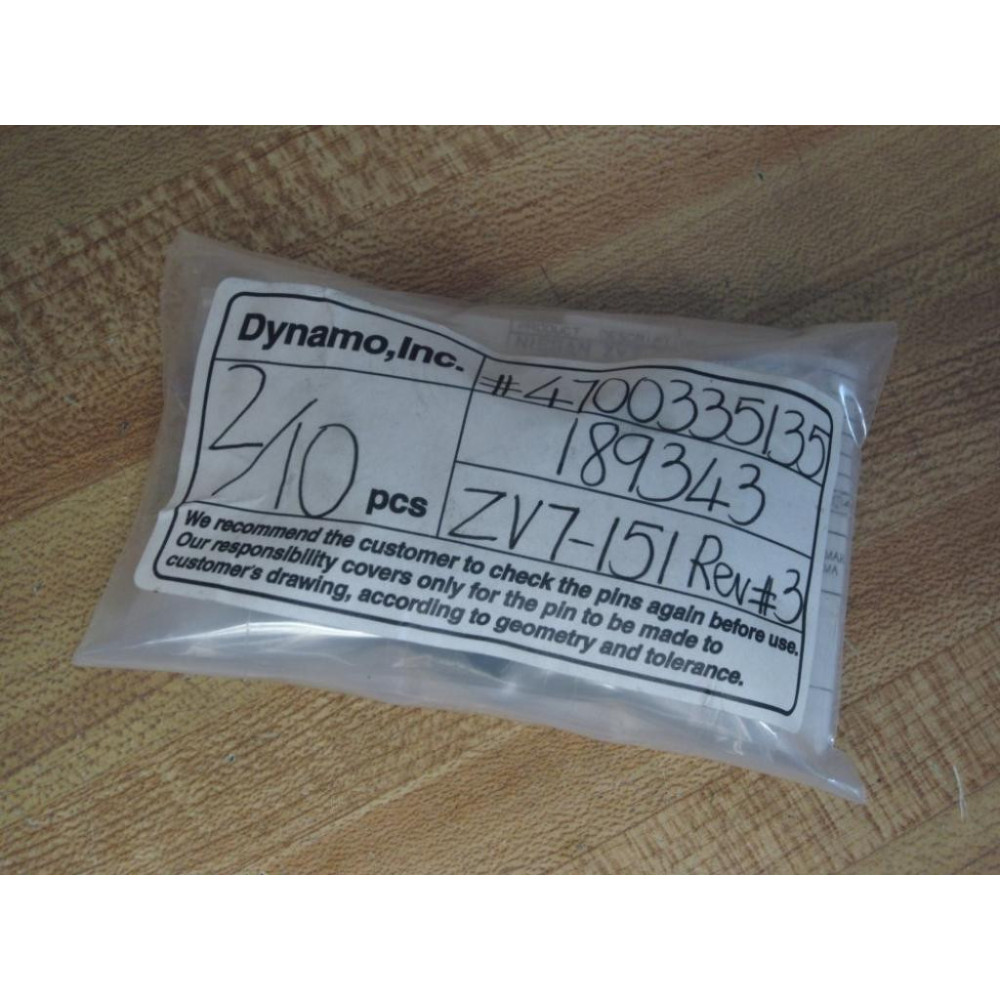 Dynamo,Inc.
#4700335135
189343
2/10 pcs
ZV7-151 Rev#3
We recommend the customer to check the pins again before use.
Our responsibility covers only for the pin to be made to
customer's drawing, according to geometry and tolerance.
PRODUCT
NISSAN